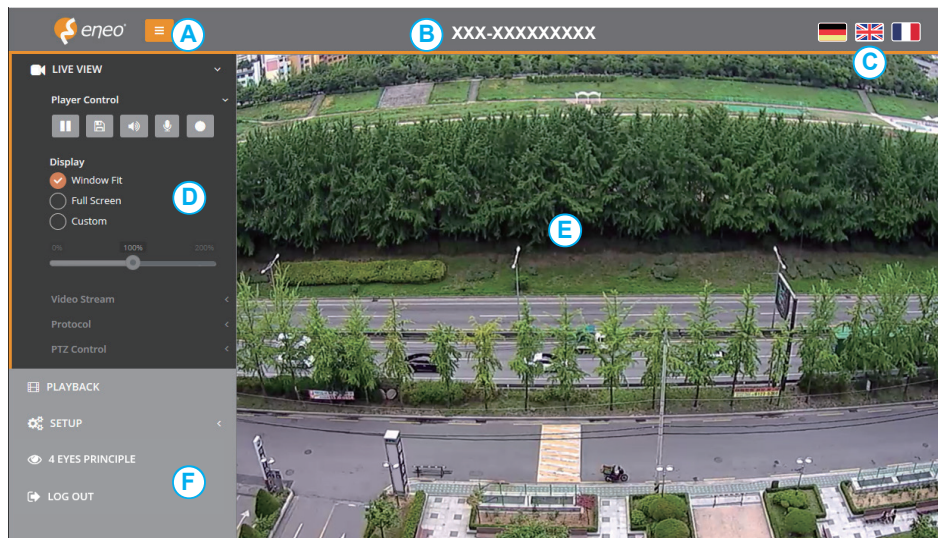 eneo
A
B
XXX-XXXXXXXXX
C
LIVE VIEW
Player Control
Display
Window Fit
D
Full Screen
Custom
E
0% 100% 200%
Video Stream
Protocol
PTZ Control
PLAYBACK
SETUP
4 EYES PRINCIPLE
F
LOG OUT